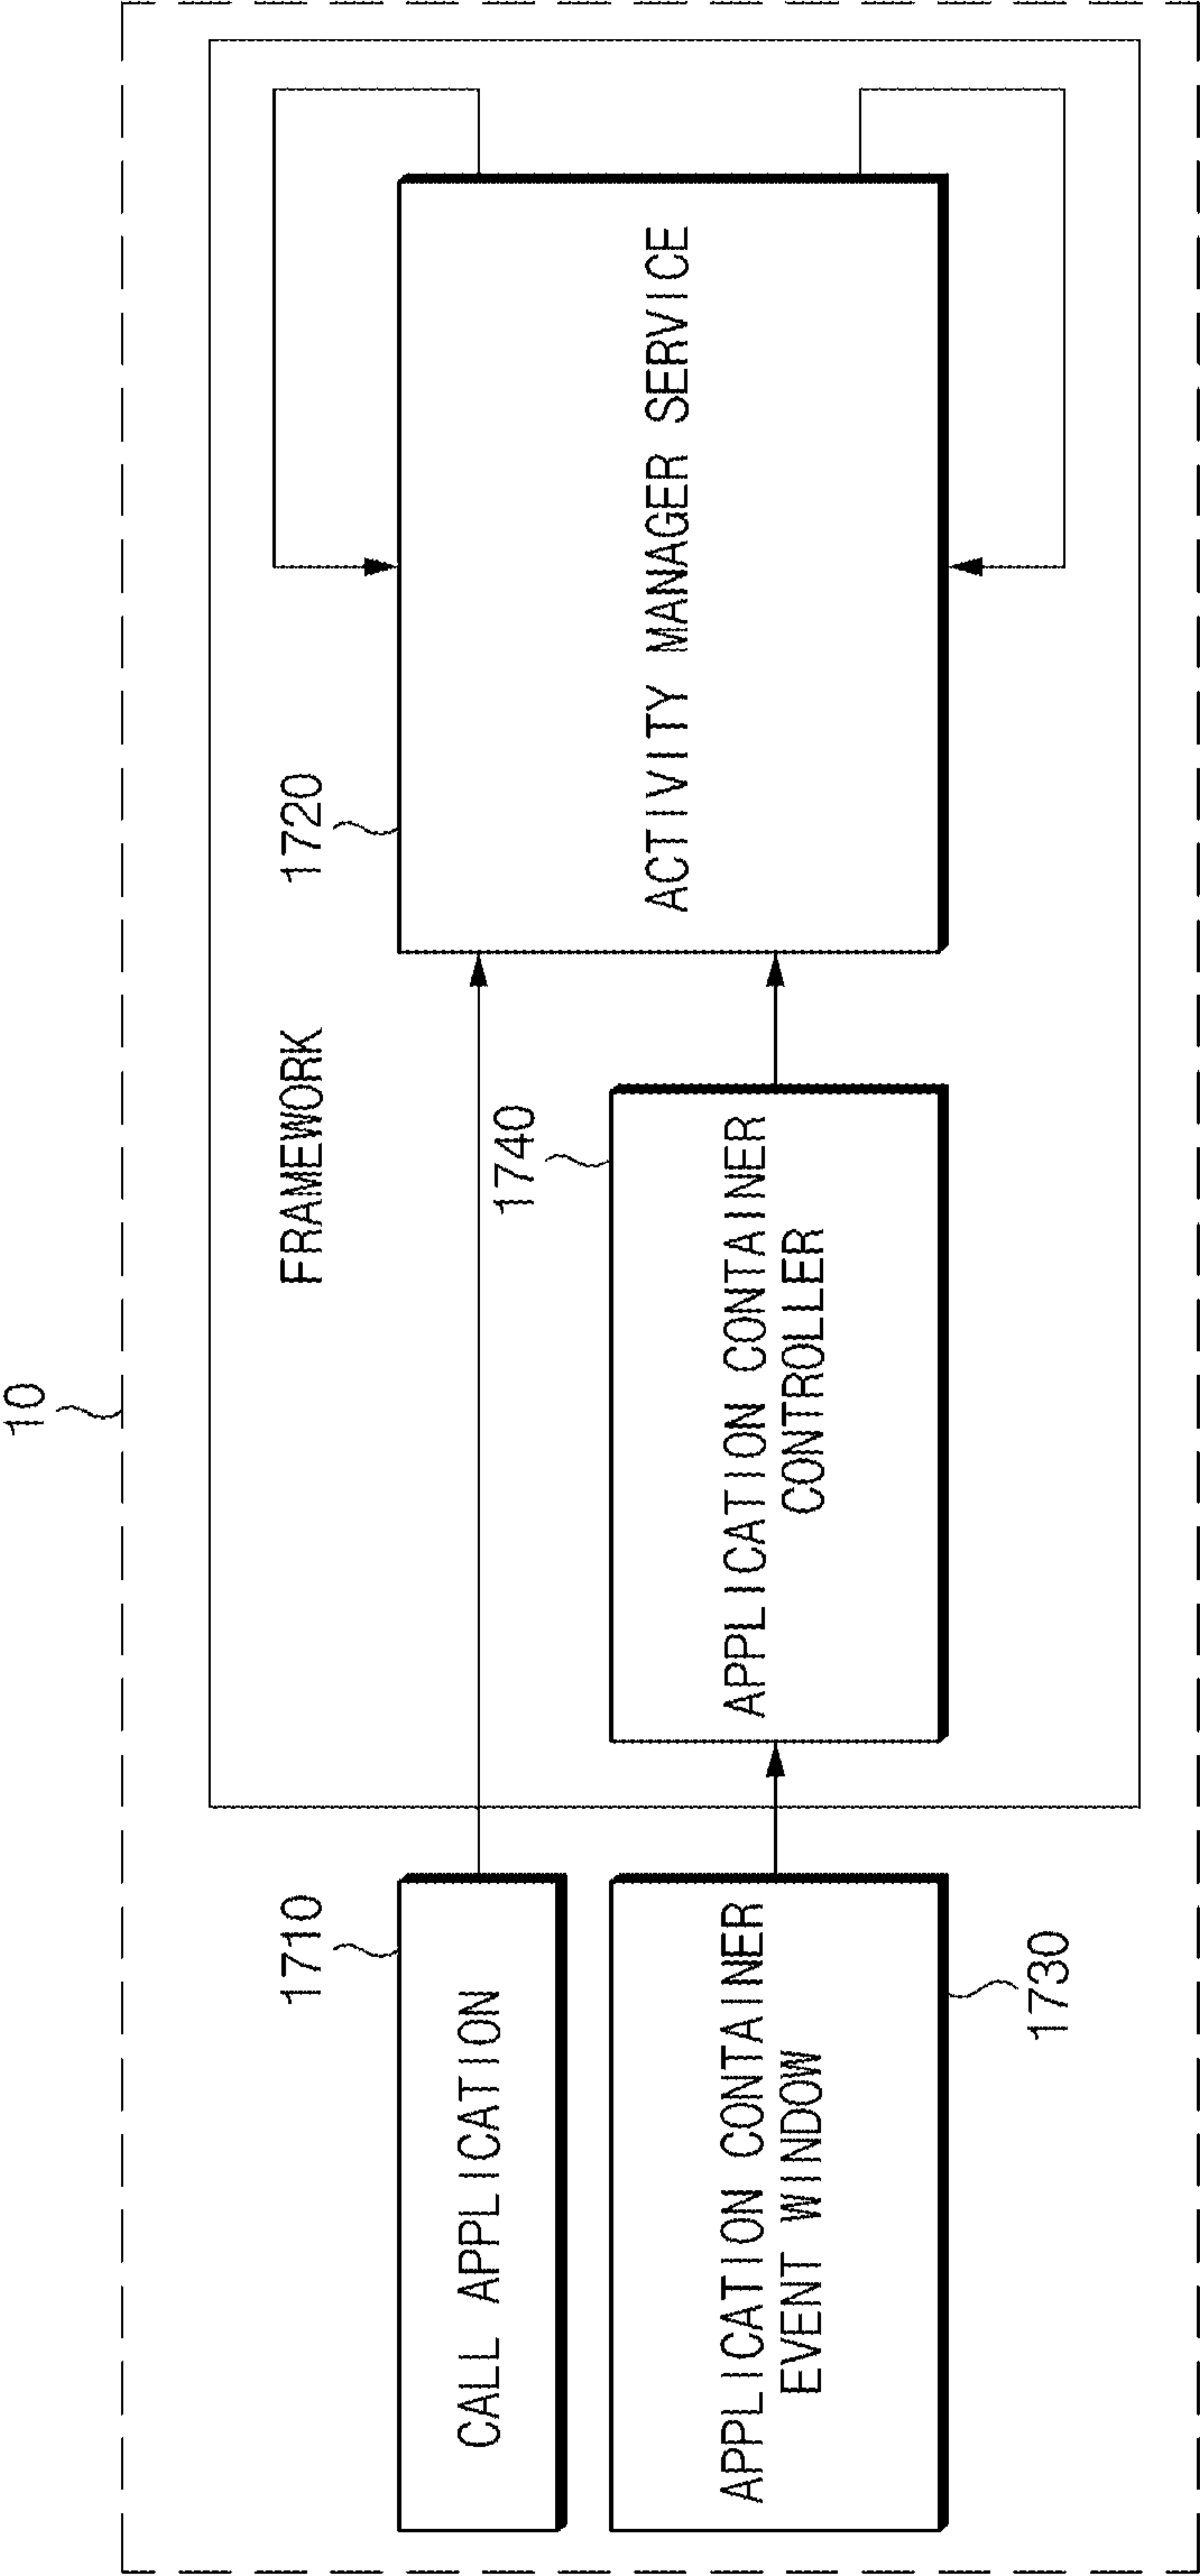 10
FRAMEWORK
1710
CALL APPLICATION
1720
ACTIVITY MANAGER SERVICE
1740
APPLICATION CONTAINER
CONTROLLER
APPLICATION CONTAINER
EVENT WINDOW
1730